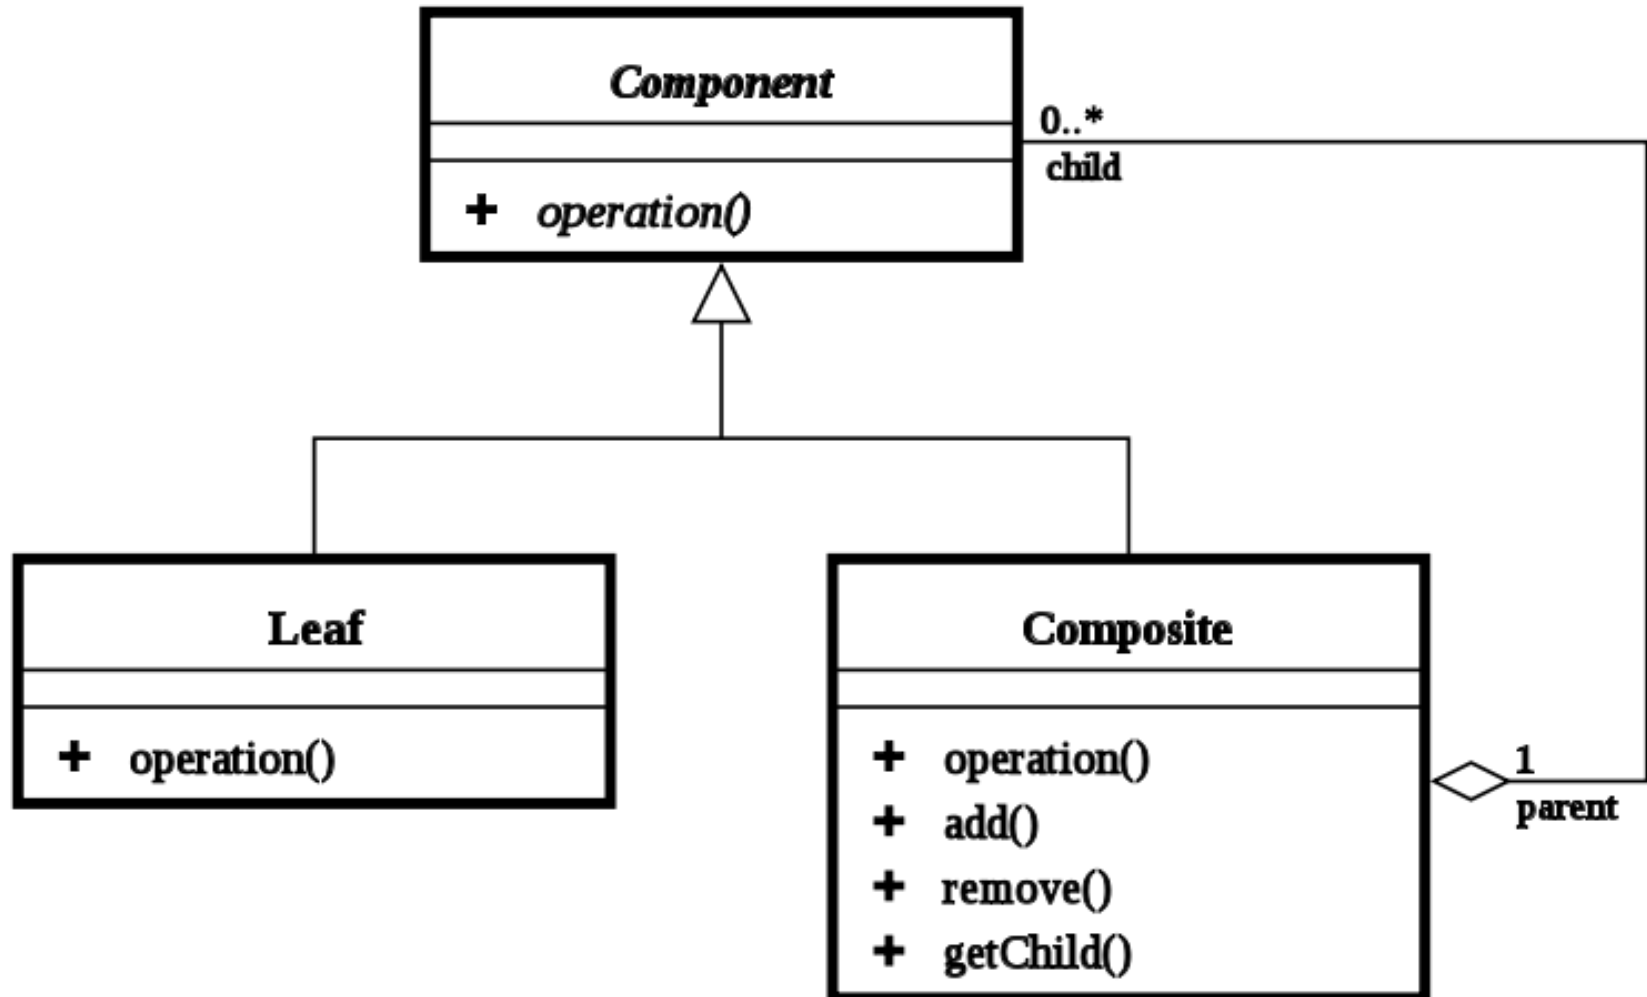 Component
0..*
child
+ operation()
Leaf
+ operation()
Composite
+ operation()
+ add()
+ remove()
+ getChild()
1
parent